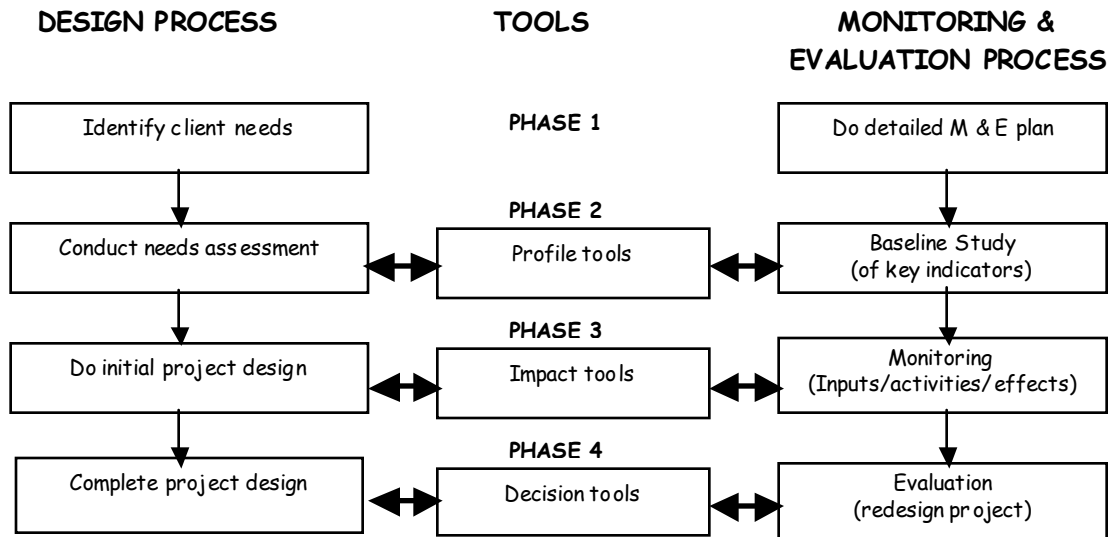 DESIGN PROCESS
TOOLS
MONITORING &
EVALUATION PROCESS
Identify client needs
PHASE 1
Do detailed M & E plan
PHASE 2
Conduct needs assessment
Profile tools
Baseline Study
(of key indicators)
PHASE 3
Do initial project design
Impact tools
Monitoring
(Inputs/activities/effects)
PHASE 4
Complete project design
Decision tools
Evaluation
(redesign project)